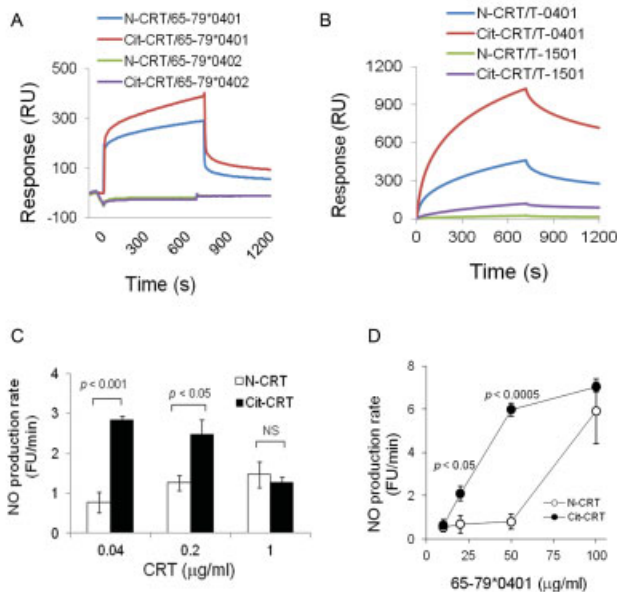 A
N-CRT/65-79*0401
Cit-CRT/65-79*0401
N-CRT/65-79*0402
Cit-CRT/65-79*0402
Response (RU)
500
300
100
-100
0
300
600
900
1200
Time (s)
B
N-CRT/T-0401
Cit-CRT/T-0401
N-CRT/T-1501
Cit-CRT/T-1501
Response (RU)
1200
900
600
300
0
0
300
600
900
1200
Time (s)
C
NO production rate
(FU/min)
4
3
2
1
0
p < 0.001
p < 0.05
NS
N-CRT
Cit-CRT
0.04
0.2
1
CRT (μg/ml)
D
NO production rate
(FU/min)
8
6
4
2
0
p < 0.0005
p < 0.05
N-CRT
Cit-CRT
0
25
50
75
100
65-79*0401 (μg/ml)